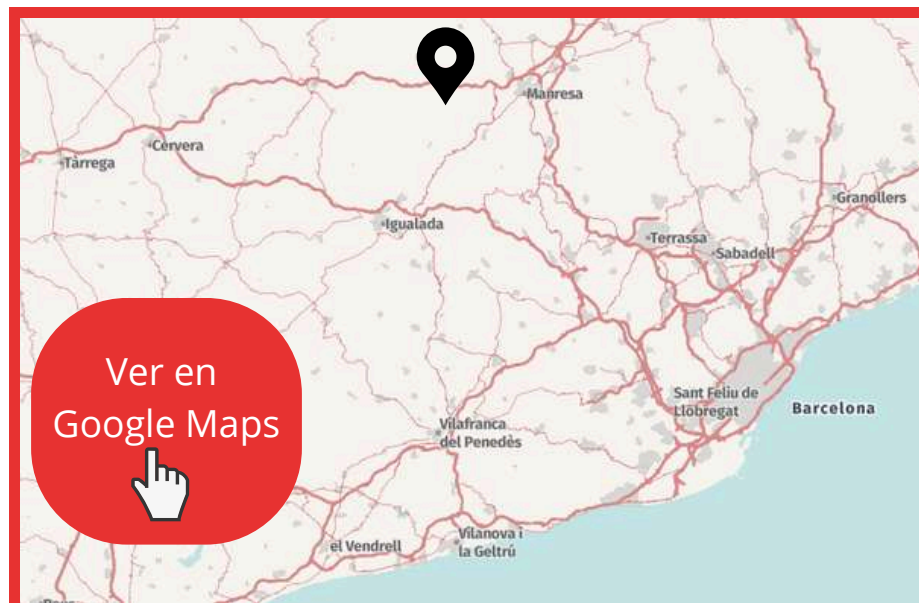 Manresa
Cervera
Tàrrega
Granollers
Igualada
Terrassa
Sabadell
Ver en
Google Maps
Sant Feliu de
Llobregat
Barcelona
Vilafranca
del Penedès
Vilanova i
la Geltrú
el Vendrell